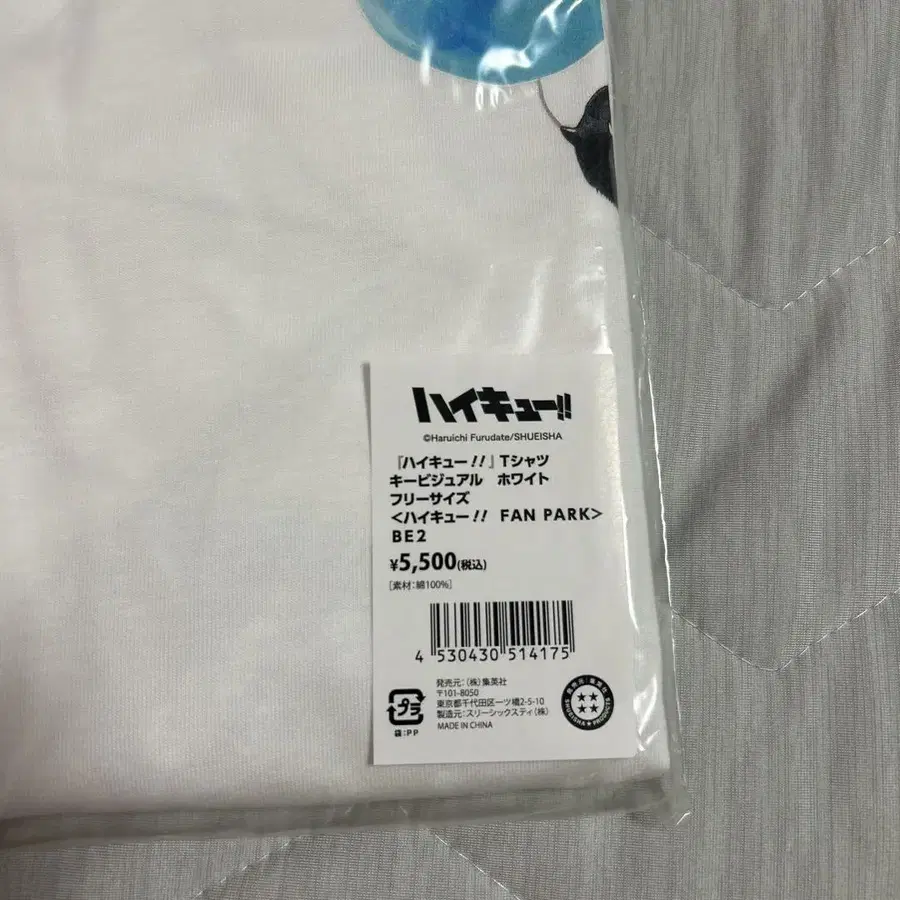 ハイキュー!!
©Haruichi Furudate/SHUEISHA
『ハイキュー!!』Tシャツ
キービジュアル ホワイト
フリーサイズ
<ハイキュー!! FAN PARK>
BE2
¥5,500(税込)
[素材:綿100%]
4 530430 514175
発売元:(株)集英社
〒101-8050
東京都千代田区一ツ橋2-5-10
製造元:スリーシックスティ(株)
MADE IN CHINA
プラ
袋:PP
集英社
SHUEISHA PRODUCTS